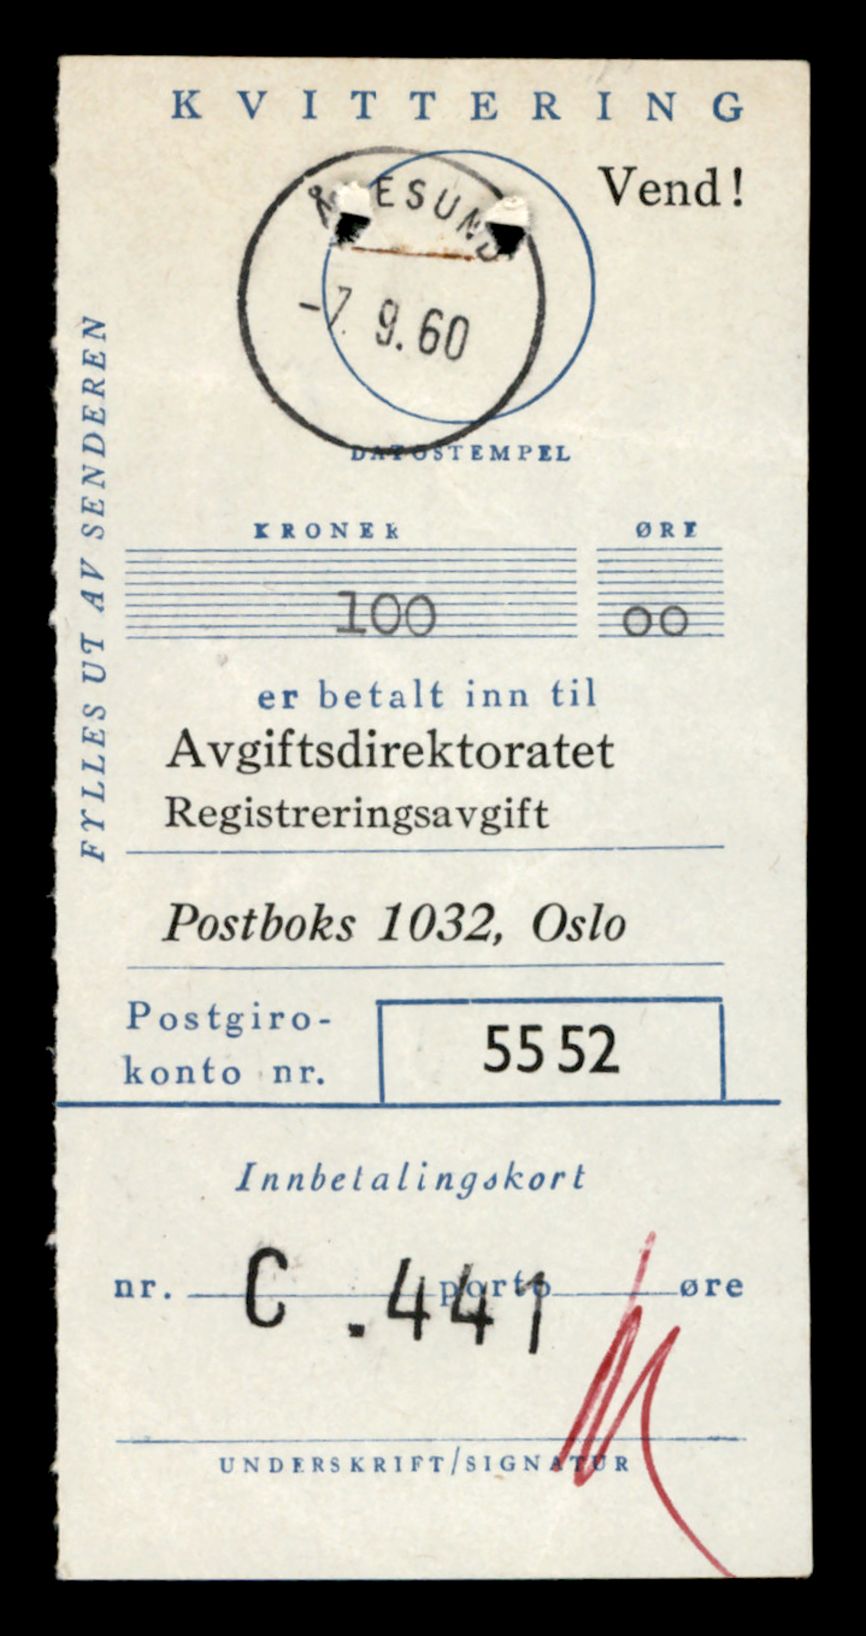 KVITTERING
Vend!
ÅLESUND
-7. 9. 60
DATOSTEMPEL
FYLLES UT AV SENDEREN
KRONER ØRE
100 00
er betalt inn til
Avgiftsdirektoratet
Registreringsavgift
Postboks 1032, Oslo
Postgiro-
konto nr.
5552
Innbetalingskort
nr. C .441 porto øre
UNDERSKRIFT/SIGNATUR